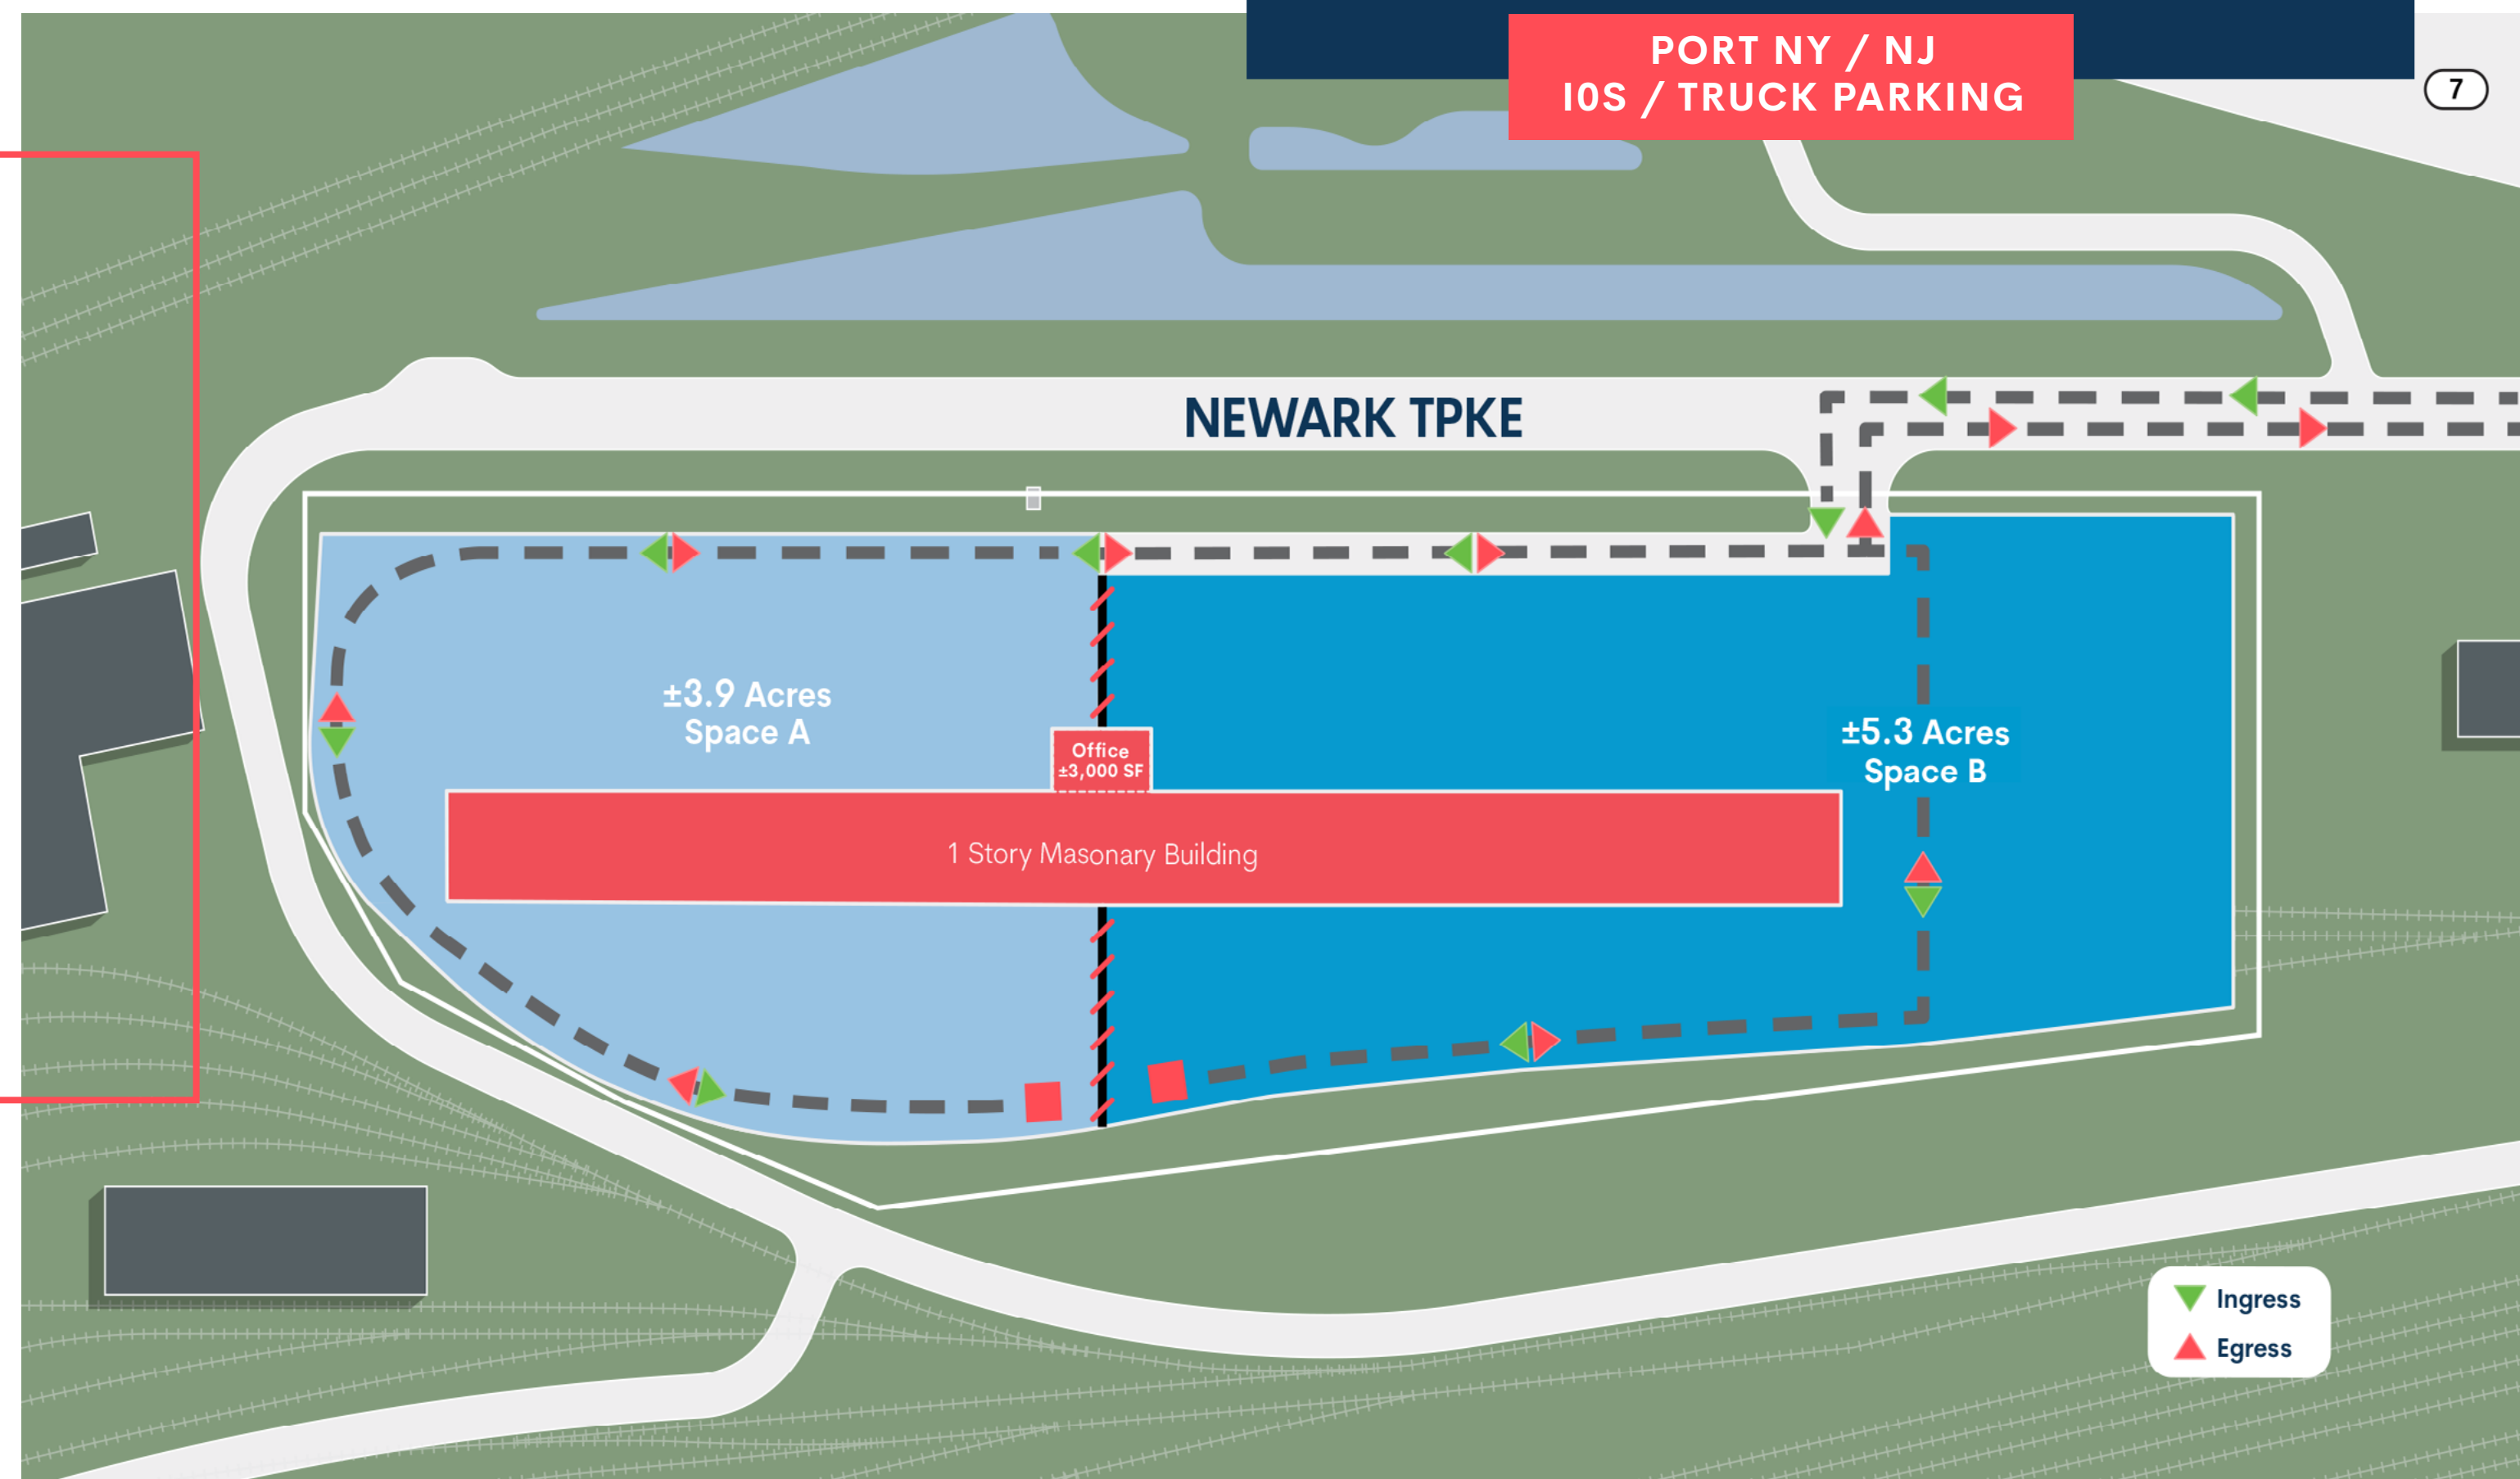 PORT NY / NJ
I0S / TRUCK PARKING
7
NEWARK TPKE
±3.9 Acres
Space A
Office
±3,000 SF
±5.3 Acres
Space B
1 Story Masonary Building
Ingress
Egress